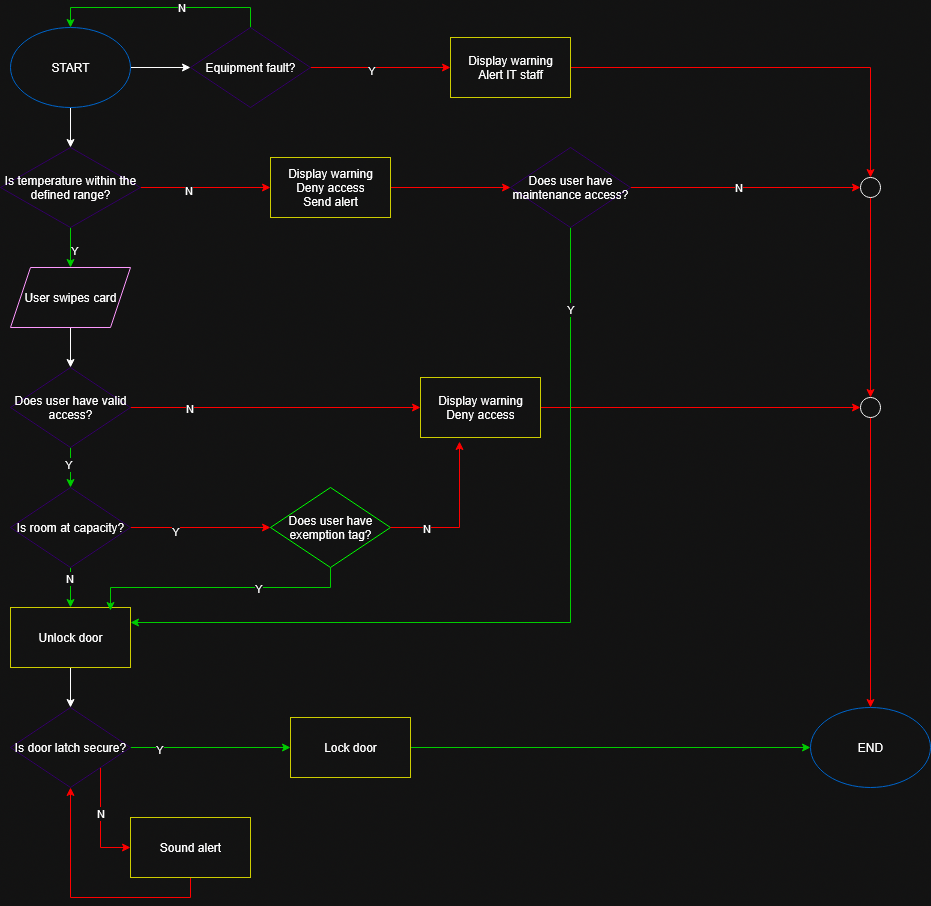 N
START
Equipment fault?
Y
Display warning
Alert IT staff
Is temperature within the
defined range?
N
Display warning
Deny access
Send alert
Does user have
maintenance access?
N
Y
User swipes card
Y
Does user have valid
access?
N
Display warning
Deny access
Y
Is room at capacity?
Y
Does user have
exemption tag?
N
N
Y
Unlock door
Is door latch secure?
Y
Lock door
END
N
Sound alert